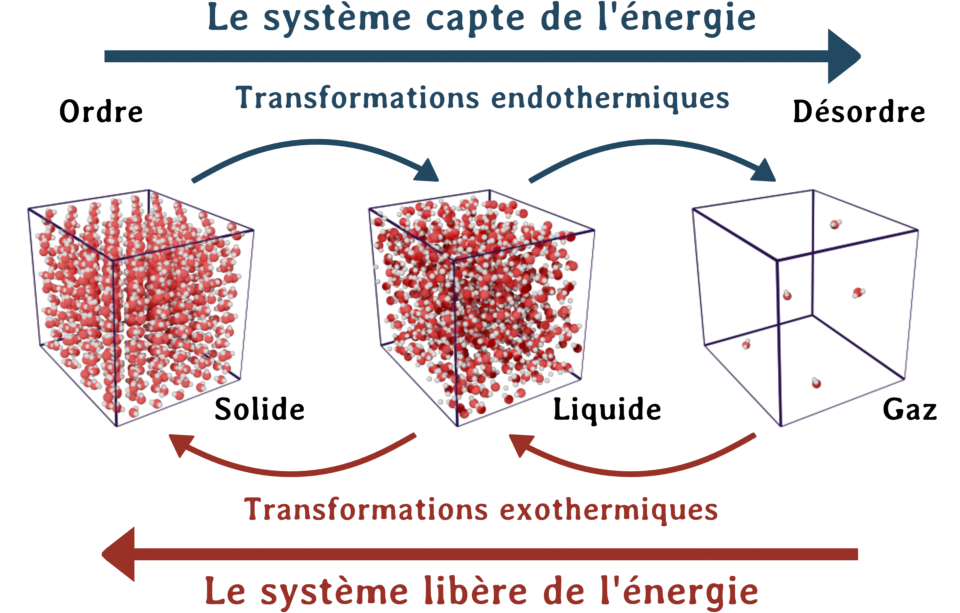 Le système capte de l'énergie
Transformations endothermiques
Ordre
Désordre
Solide
Liquide
Gaz
Transformations exothermiques
Le système libère de l'énergie